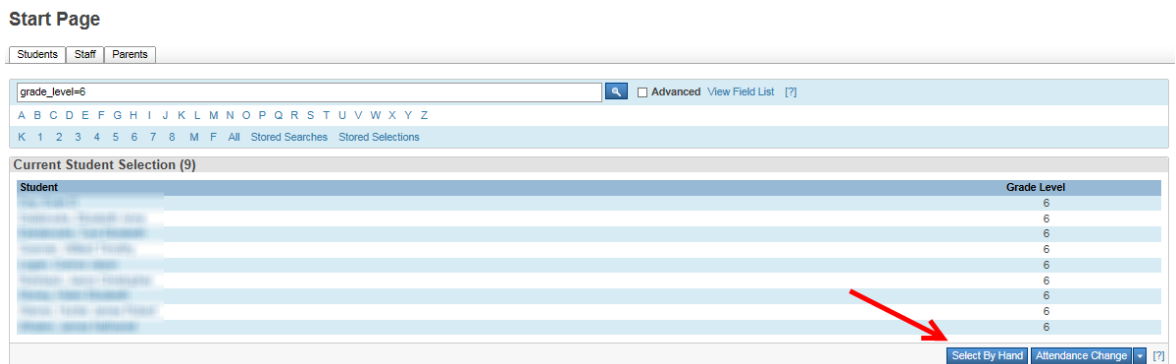 Start Page
Students Staff Parents
grade_level=6 Advanced View Field List [?]
A B C D E F G H I J K L M N O P Q R S T U V W X Y Z
K 1 2 3 4 5 6 7 8 M F All Stored Searches Stored Selections
Current Student Selection (9)
Student Grade Level
6
6
6
6
6
6
6
6
6
Select By Hand Attendance Change [?]